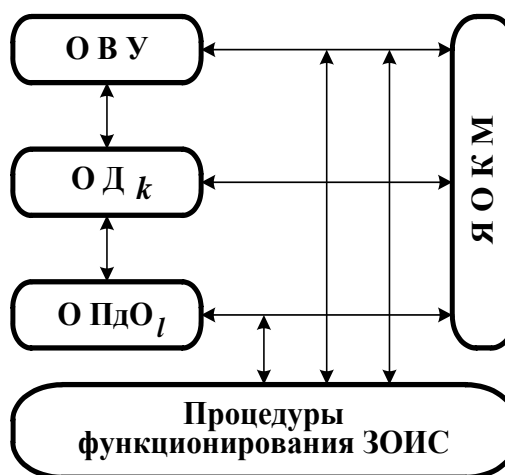 О В У
О Д k
О ПдО l
Я О К М
Процедуры
функционирования ЗОИС